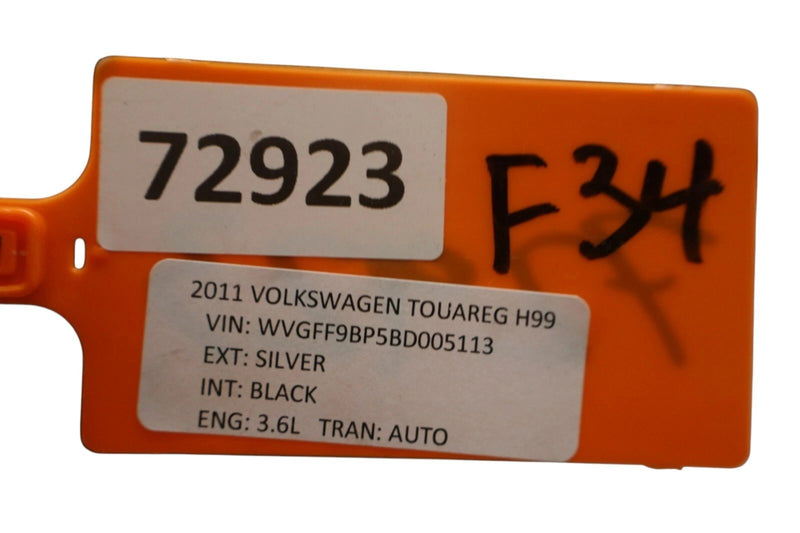 72923
F34
2011 VOLKSWAGEN TOUAREG H99
VIN: WVGFF9BP5BD005113
EXT: SILVER
INT: BLACK
ENG: 3.6L TRAN: AUTO